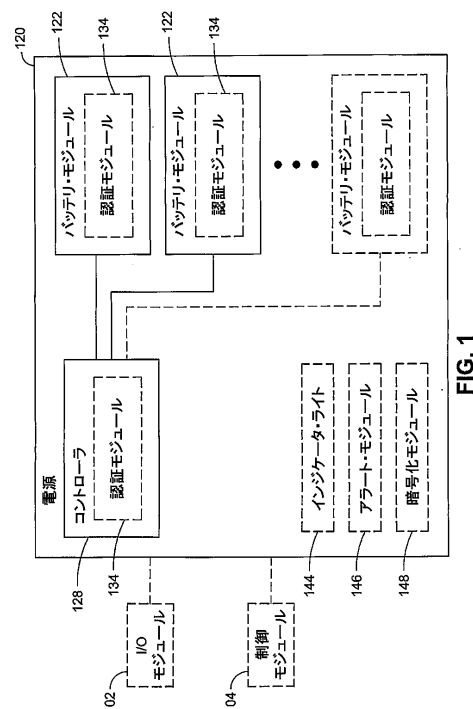 120
電源
128
コントローラ
認証モジュール
134
122
バッテリ・モジュール
認証モジュール
134
122
バッテリ・モジュール
認証モジュール
134
バッテリ・モジュール
認証モジュール
144
インジケータ・ライト
146
アラート・モジュール
148
暗号化モジュール
02
I/O
モジュール
04
制御
モジュール
FIG. 1